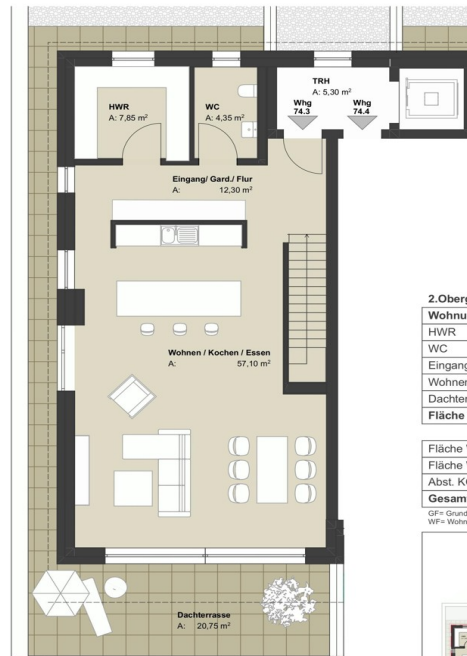 TRH
A: 5,30 m²
Whg
74.3
Whg
74.4
HWR
A: 7,85 m²
WC
A: 4,35 m²
Eingang/ Gard./ Flur
A: 12,30 m²
Wohnen / Kochen / Essen
A: 57,10 m²
Dachterrasse
A: 20,75 m²
2.Oberg
Wohnu
HWR
WC
Eingang
Wohnen
Dachter
Fläche
Fläche
Fläche
Abst. K
Gesam
GF= Grund
WF= Wohn